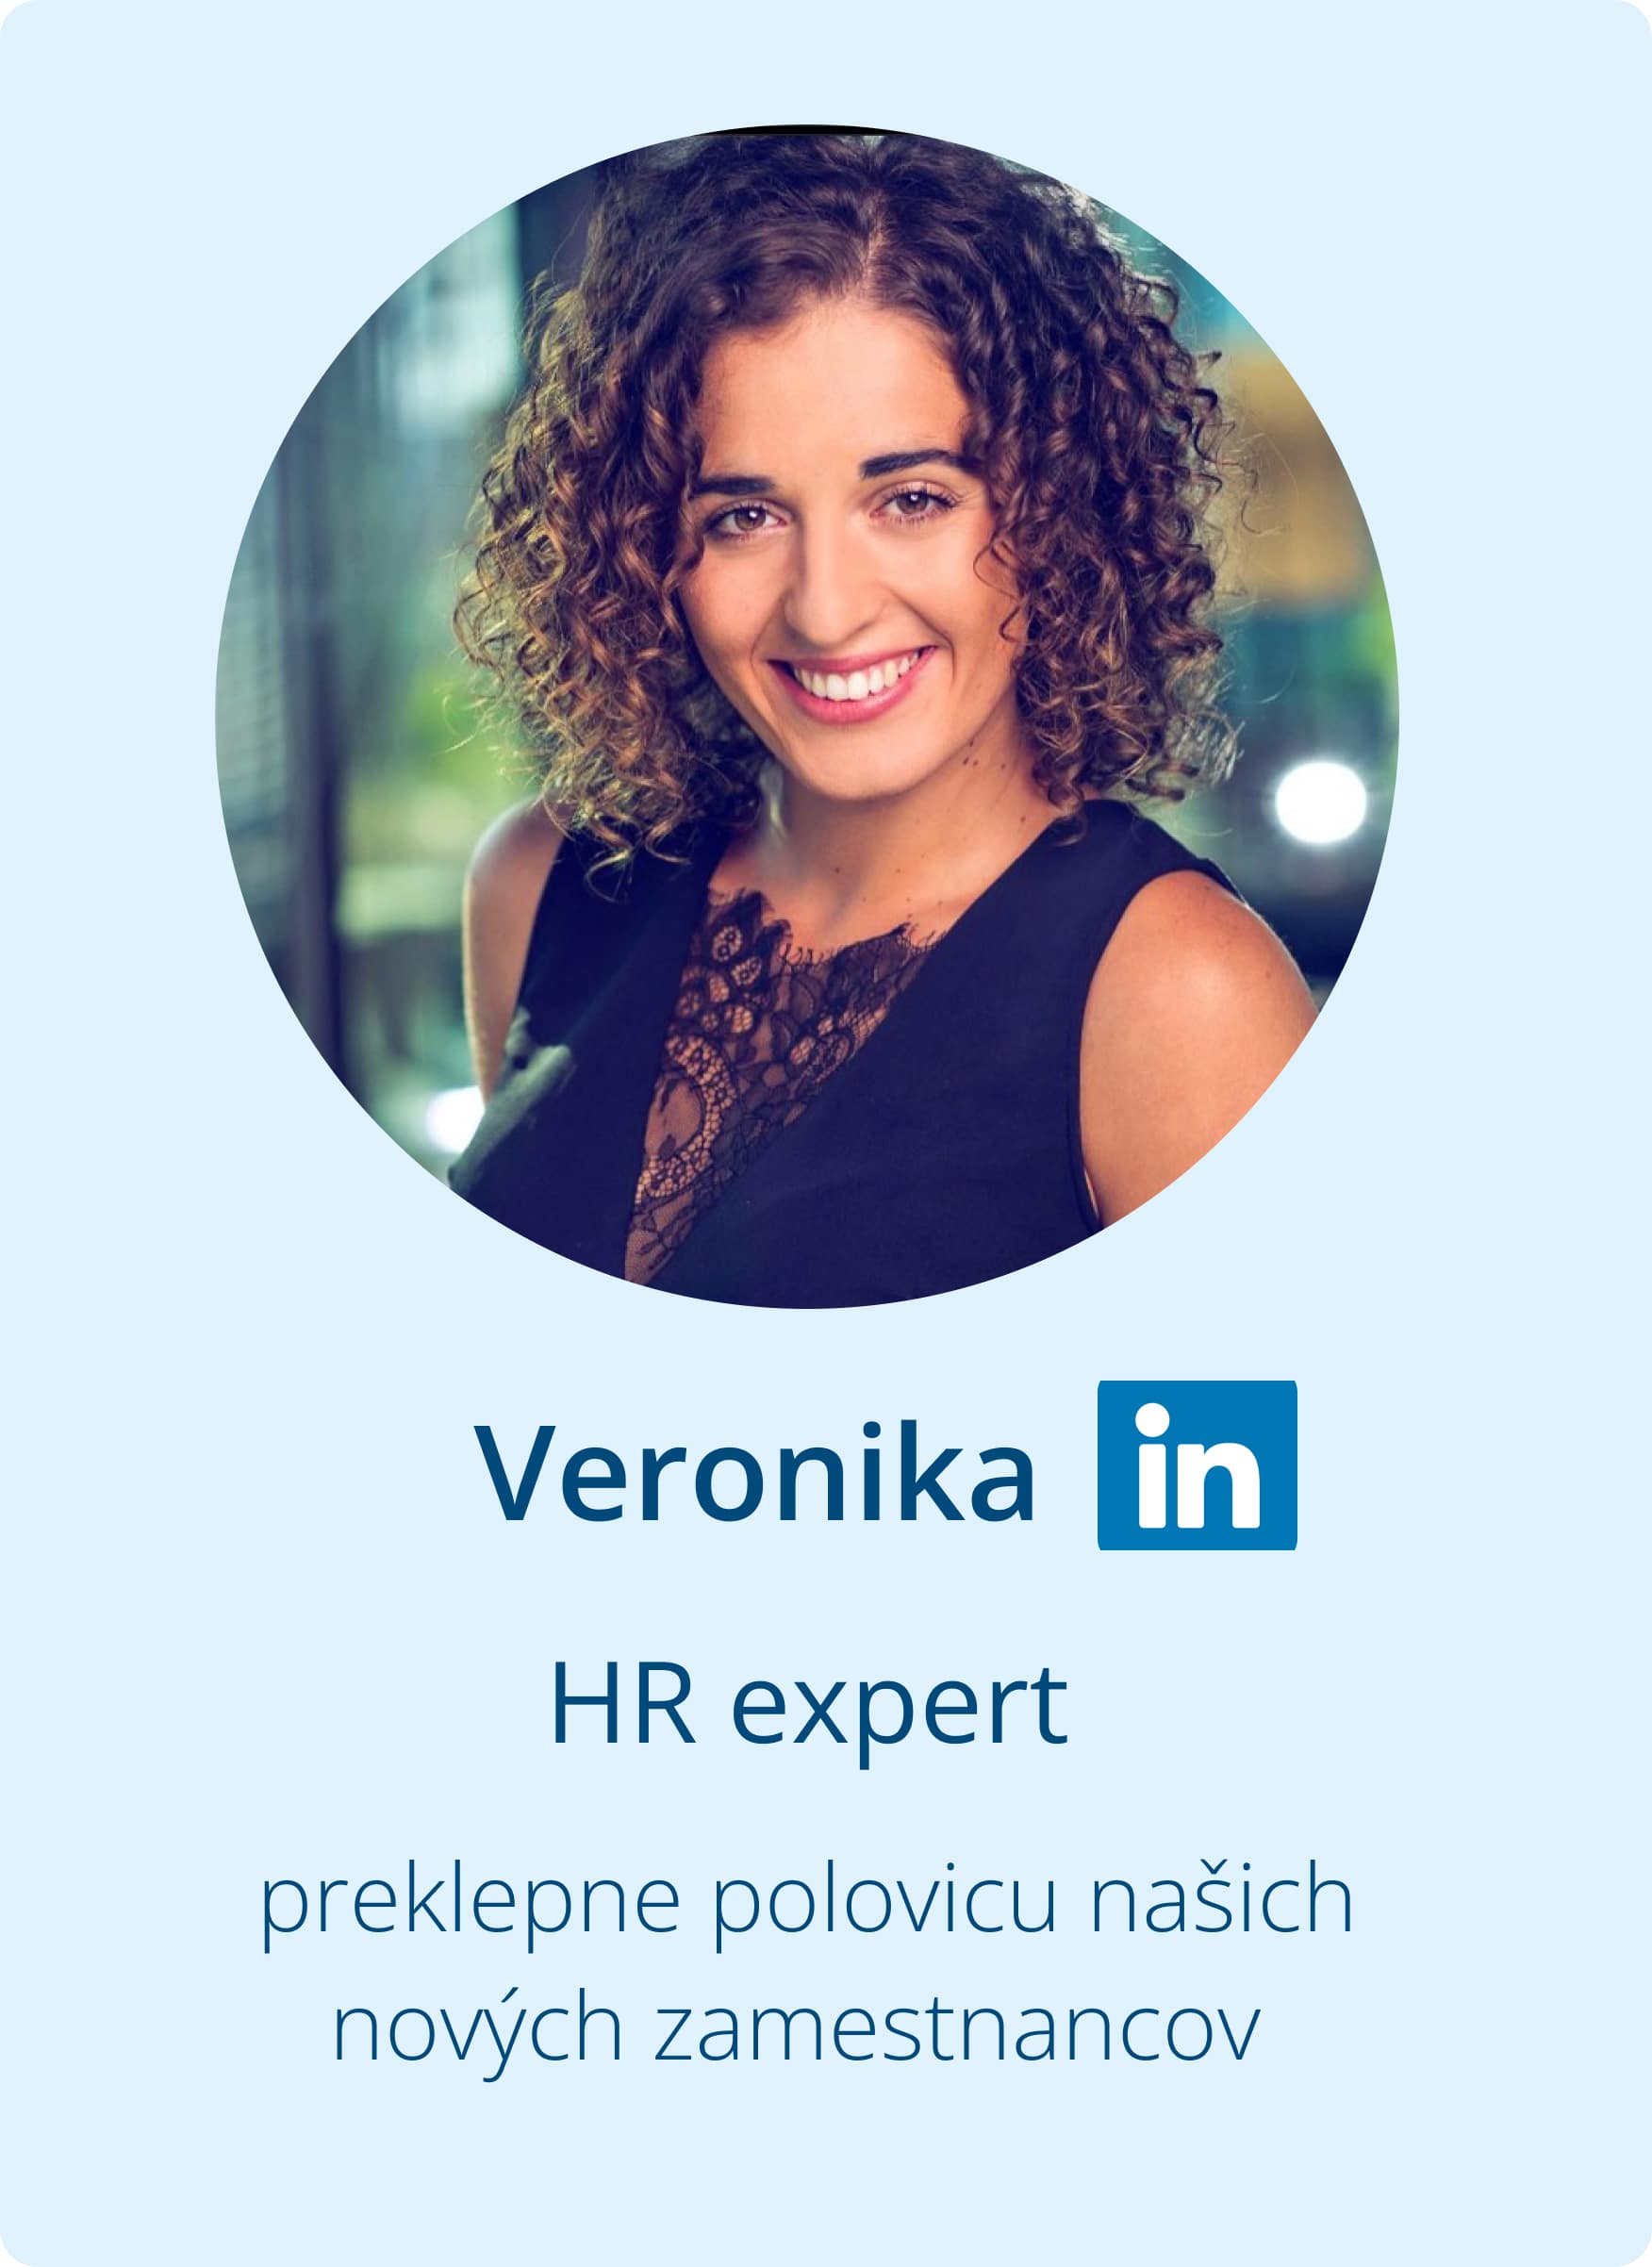 Veronika in
HR expert
preklepne polovicu našich
nových zamestnancov